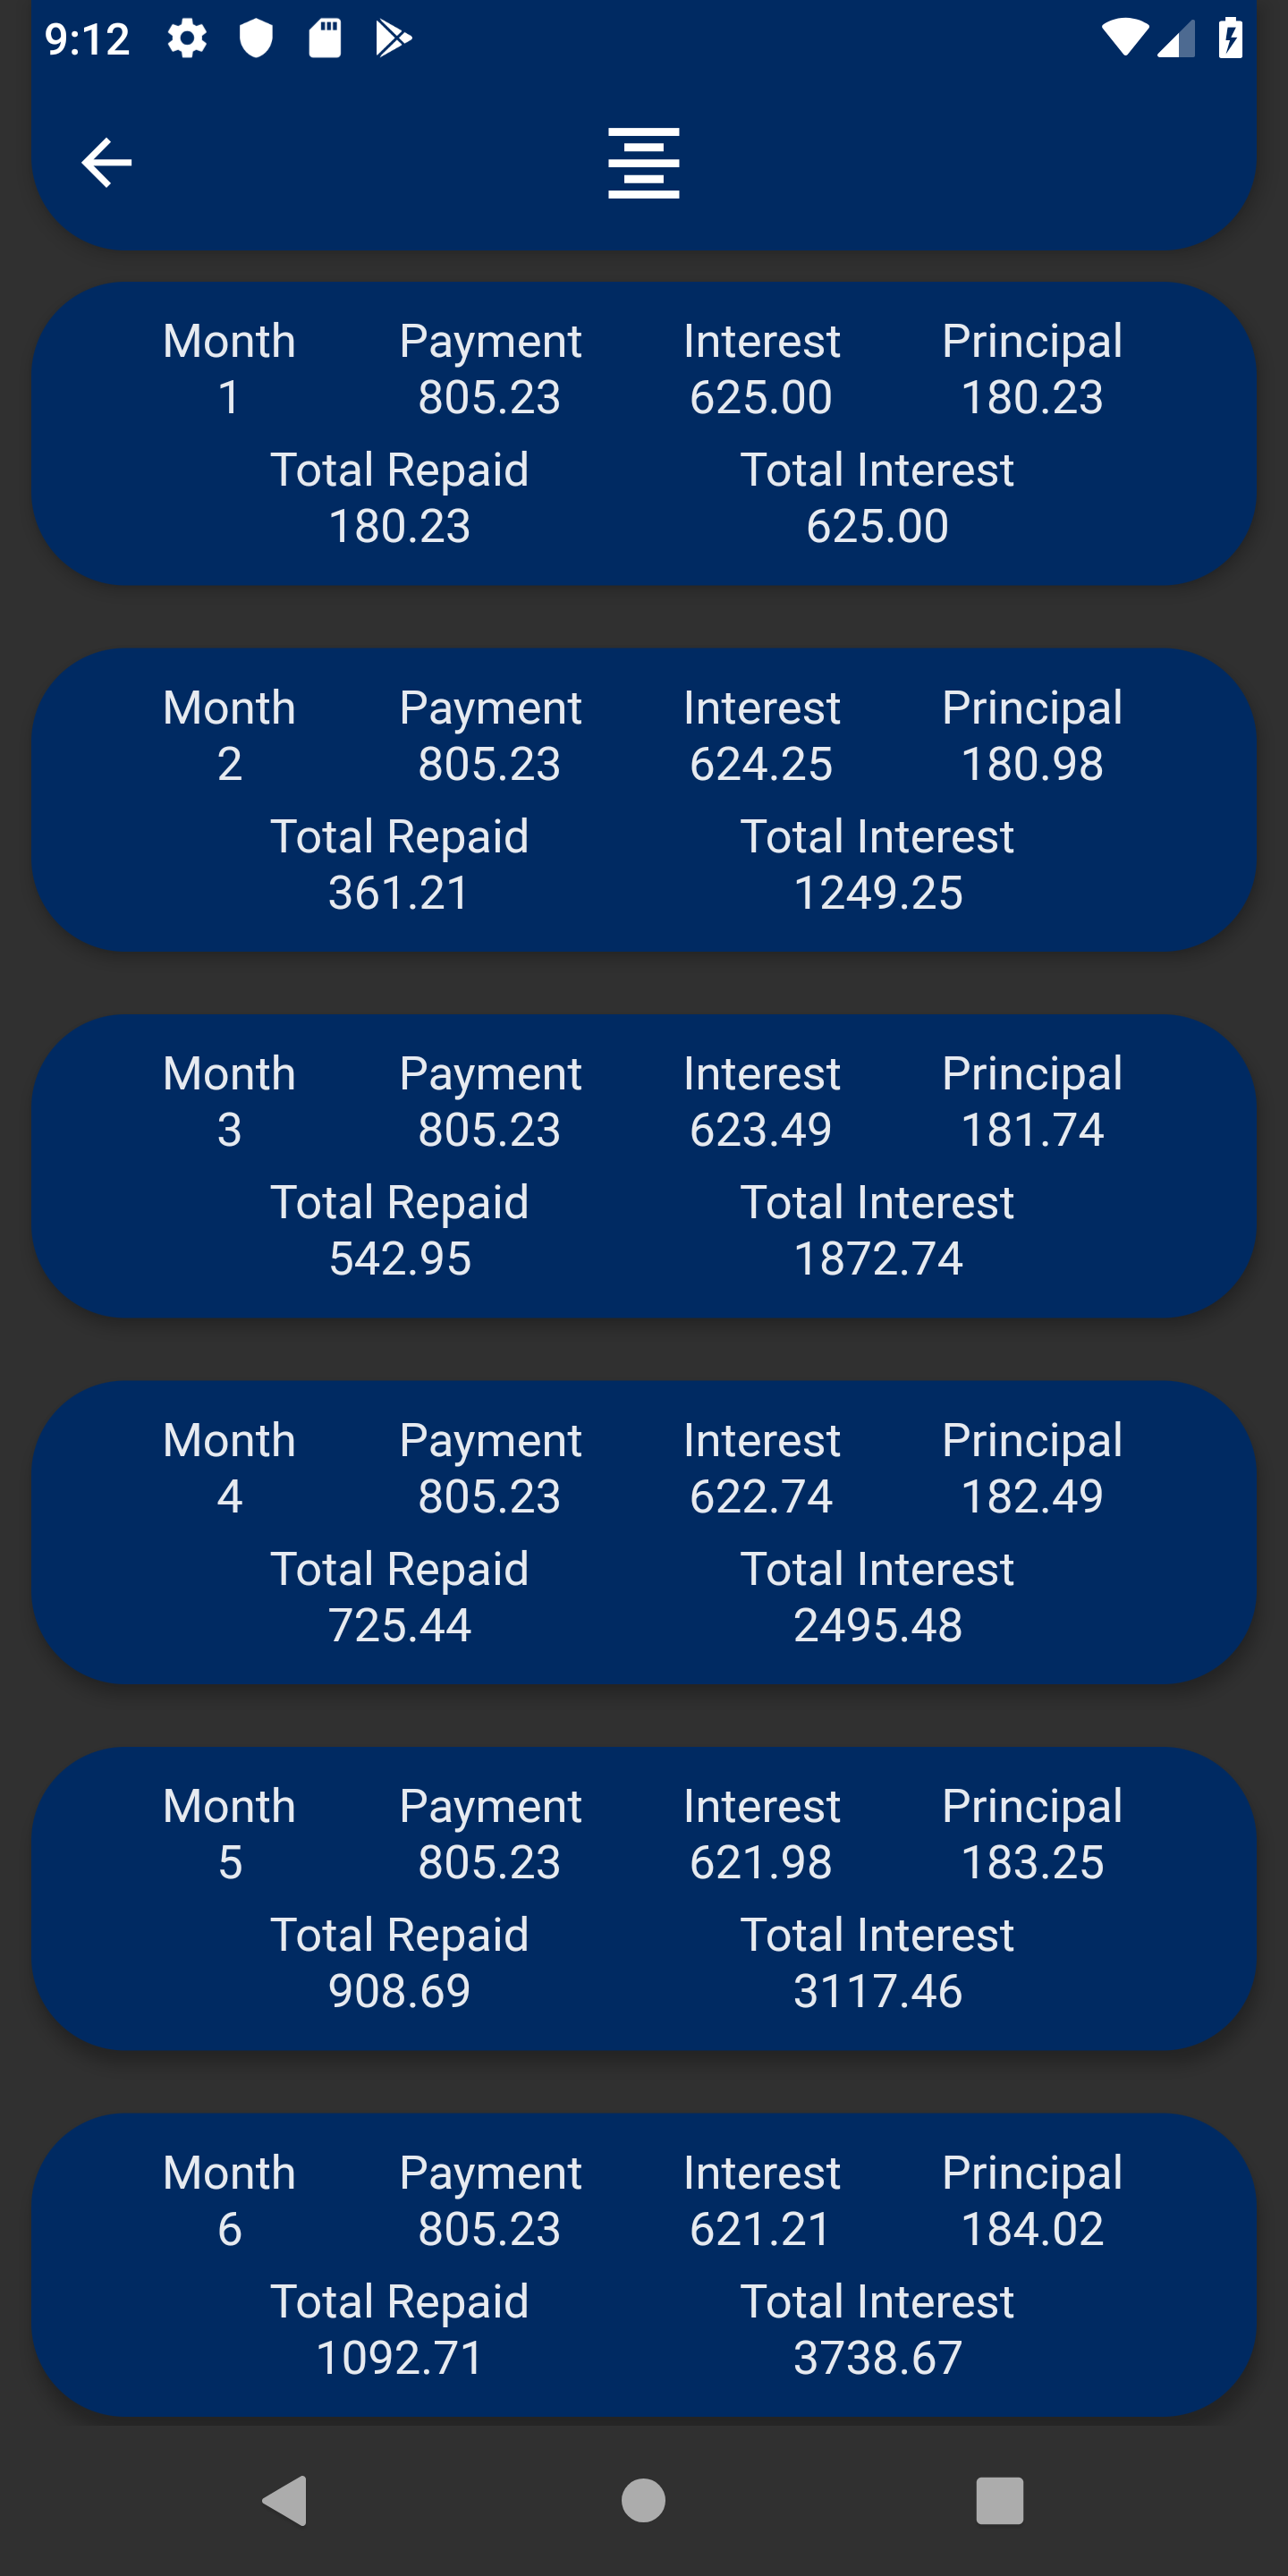 9:12
Month Payment Interest Principal
1 805.23 625.00 180.23
Total Repaid Total Interest
180.23 625.00
Month Payment Interest Principal
2 805.23 624.25 180.98
Total Repaid Total Interest
361.21 1249.25
Month Payment Interest Principal
3 805.23 623.49 181.74
Total Repaid Total Interest
542.95 1872.74
Month Payment Interest Principal
4 805.23 622.74 182.49
Total Repaid Total Interest
725.44 2495.48
Month Payment Interest Principal
5 805.23 621.98 183.25
Total Repaid Total Interest
908.69 3117.46
Month Payment Interest Principal
6 805.23 621.21 184.02
Total Repaid Total Interest
1092.71 3738.67